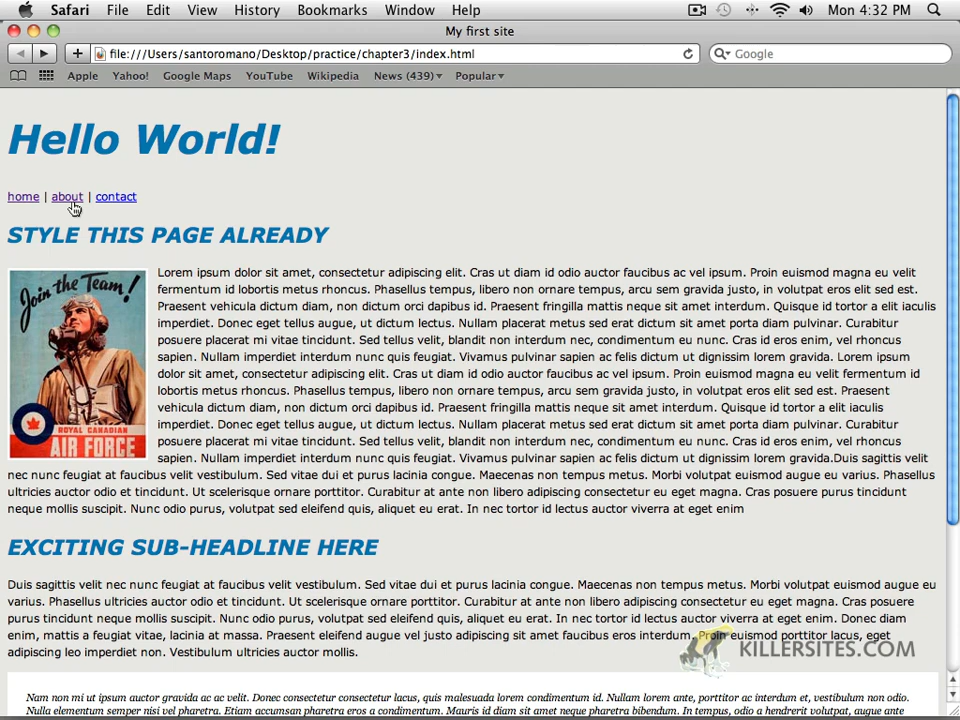 Safari File Edit View History Bookmarks Window Help Mon 4:32 PM
My first site
file:///Users/santoromano/Desktop/practice/chapter3/index.html Google
Apple Yahoo! Google Maps YouTube Wikipedia News (439) Popular
Hello World!
home | about | contact
STYLE THIS PAGE ALREADY
Join the Team!
ROYAL CANADIAN
AIR FORCE
Lorem ipsum dolor sit amet, consectetur adipiscing elit. Cras ut diam id odio auctor faucibus ac vel ipsum. Proin euismod magna eu velit
fermentum id lobortis metus rhoncus. Phasellus tempus, libero non ornare tempus, arcu sem gravida justo, in volutpat eros elit sed est.
Praesent vehicula dictum diam, non dictum orci dapibus id. Praesent fringilla mattis neque sit amet interdum. Quisque id tortor a elit iaculis
imperdiet. Donec eget tellus augue, ut dictum lectus. Nullam placerat metus sed erat dictum sit amet porta diam pulvinar. Curabitur
posuere placerat mi vitae tincidunt. Sed tellus velit, blandit non interdum nec, condimentum eu nunc. Cras id eros enim, vel rhoncus
sapien. Nullam imperdiet interdum nunc quis feugiat. Vivamus pulvinar sapien ac felis dictum ut dignissim lorem gravida. Lorem ipsum
dolor sit amet, consectetur adipiscing elit. Cras ut diam id odio auctor faucibus ac vel ipsum. Proin euismod magna eu velit fermentum id
lobortis metus rhoncus. Phasellus tempus, libero non ornare tempus, arcu sem gravida justo, in volutpat eros elit sed est. Praesent
vehicula dictum diam, non dictum orci dapibus id. Praesent fringilla mattis neque sit amet interdum. Quisque id tortor a elit iaculis
imperdiet. Donec eget tellus augue, ut dictum lectus. Nullam placerat metus sed erat dictum sit amet porta diam pulvinar. Curabitur
posuere placerat mi vitae tincidunt. Sed tellus velit, blandit non interdum nec, condimentum eu nunc. Cras id eros enim, vel rhoncus
sapien. Nullam imperdiet interdum nunc quis feugiat. Vivamus pulvinar sapien ac felis dictum ut dignissim lorem gravida.Duis sagittis velit
nec nunc feugiat at faucibus velit vestibulum. Sed vitae dui et purus lacinia congue. Maecenas non tempus metus. Morbi volutpat euismod augue eu varius. Phasellus
ultricies auctor odio et tincidunt. Ut scelerisque ornare porttitor. Curabitur at ante non libero adipiscing consectetur eu eget magna. Cras posuere purus tincidunt
neque mollis suscipit. Nunc odio purus, volutpat sed eleifend quis, aliquet eu erat. In nec tortor id lectus auctor viverra at eget enim
EXCITING SUB-HEADLINE HERE
Duis sagittis velit nec nunc feugiat at faucibus velit vestibulum. Sed vitae dui et purus lacinia congue. Maecenas non tempus metus. Morbi volutpat euismod augue eu
varius. Phasellus ultricies auctor odio et tincidunt. Ut scelerisque ornare porttitor. Curabitur at ante non libero adipiscing consectetur eu eget magna. Cras posuere
purus tincidunt neque mollis suscipit. Nunc odio purus, volutpat sed eleifend quis, aliquet eu erat. In nec tortor id lectus auctor viverra at eget enim. Donec diam
enim, mattis a feugiat vitae, lacinia at massa. Praesent eleifend augue vel justo adipiscing sit amet faucibus eros interdum. Proin euismod porttitor lacus, eget
adipiscing leo imperdiet non. Vestibulum ultricies auctor mollis.
KILLERSITES.COM
Nam non mi ut ipsum auctor gravida ac ac velit. Donec consectetur consectetur lacus, quis malesuada lorem condimentum id. Nullam lorem ante, porttitor ac interdum et, vestibulum non odio.
Nulla elementum semper nisi vel pharetra. Etiam accumsan pharetra eros a condimentum. Mauris id diam sit amet mauris bibendum. In tempus, odio a hendrerit volutpat, ante